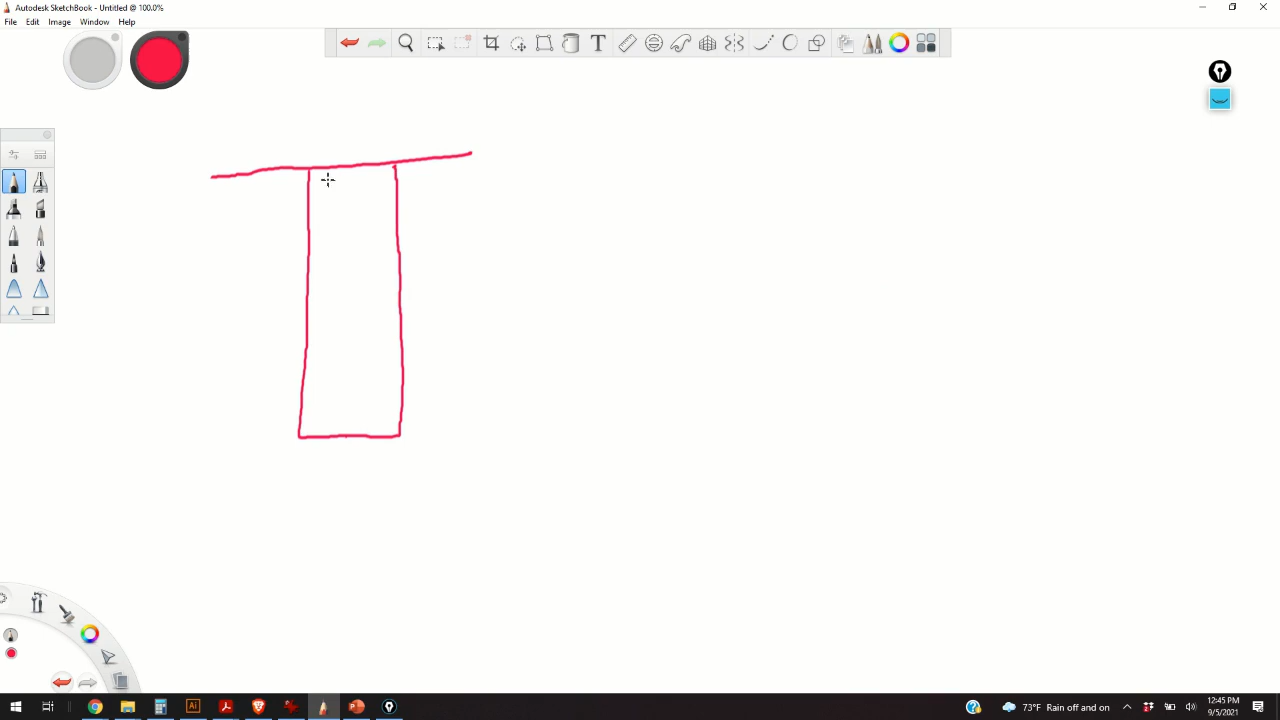 Autodesk SketchBook - Untitled @ 100.0%
File Edit Image Window Help
T
Ai
73°F Rain off and on
12:45 PM
9/5/2021